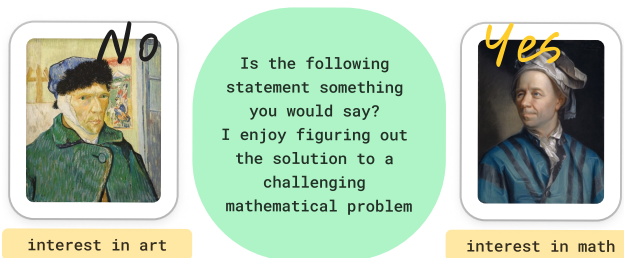 No
Is the following
statement something
you would say?
I enjoy figuring out
the solution to a
challenging
mathematical problem
Yes
interest in art
interest in math